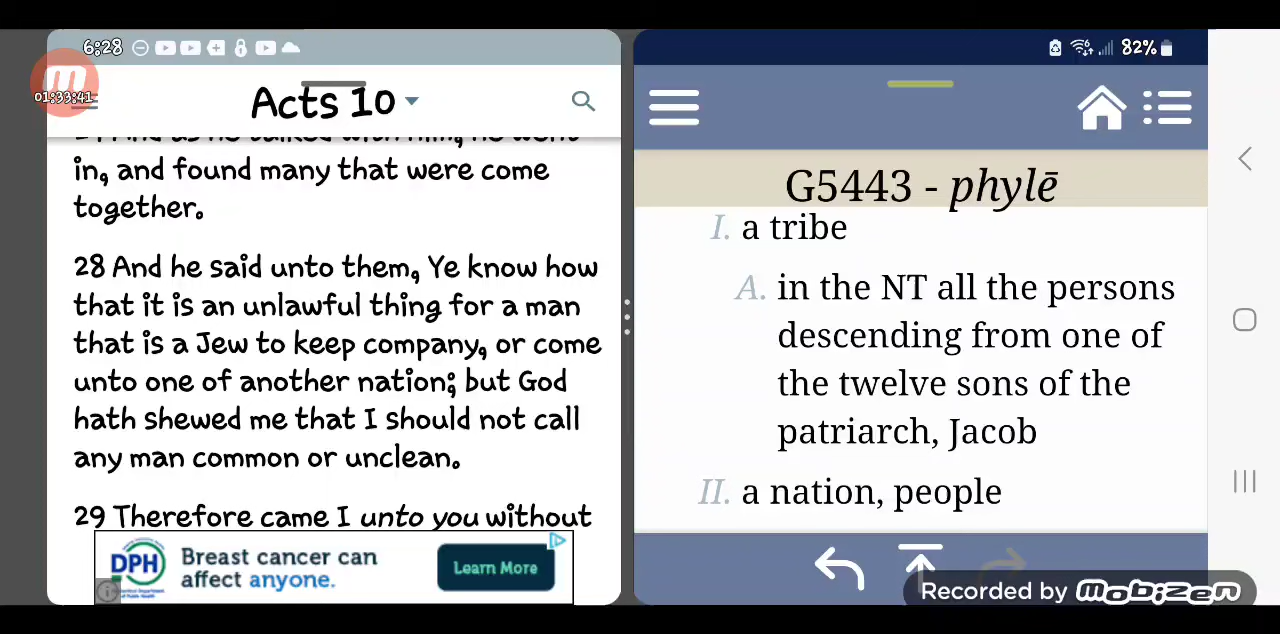 6:28
82%
01:33:41
Acts 10
in, and found many that were come
together.
28 And he said unto them, Ye know how
that it is an unlawful thing for a man
that is a Jew to keep company, or come
unto one of another nation; but God
hath shewed me that I should not call
any man common or unclean.
29 Therefore came I unto you without
DPH
Breast cancer can
affect anyone.
Learn More
G5443 - phylē
I. a tribe
A. in the NT all the persons
descending from one of
the twelve sons of the
patriarch, Jacob
II. a nation, people
Recorded by mobizen